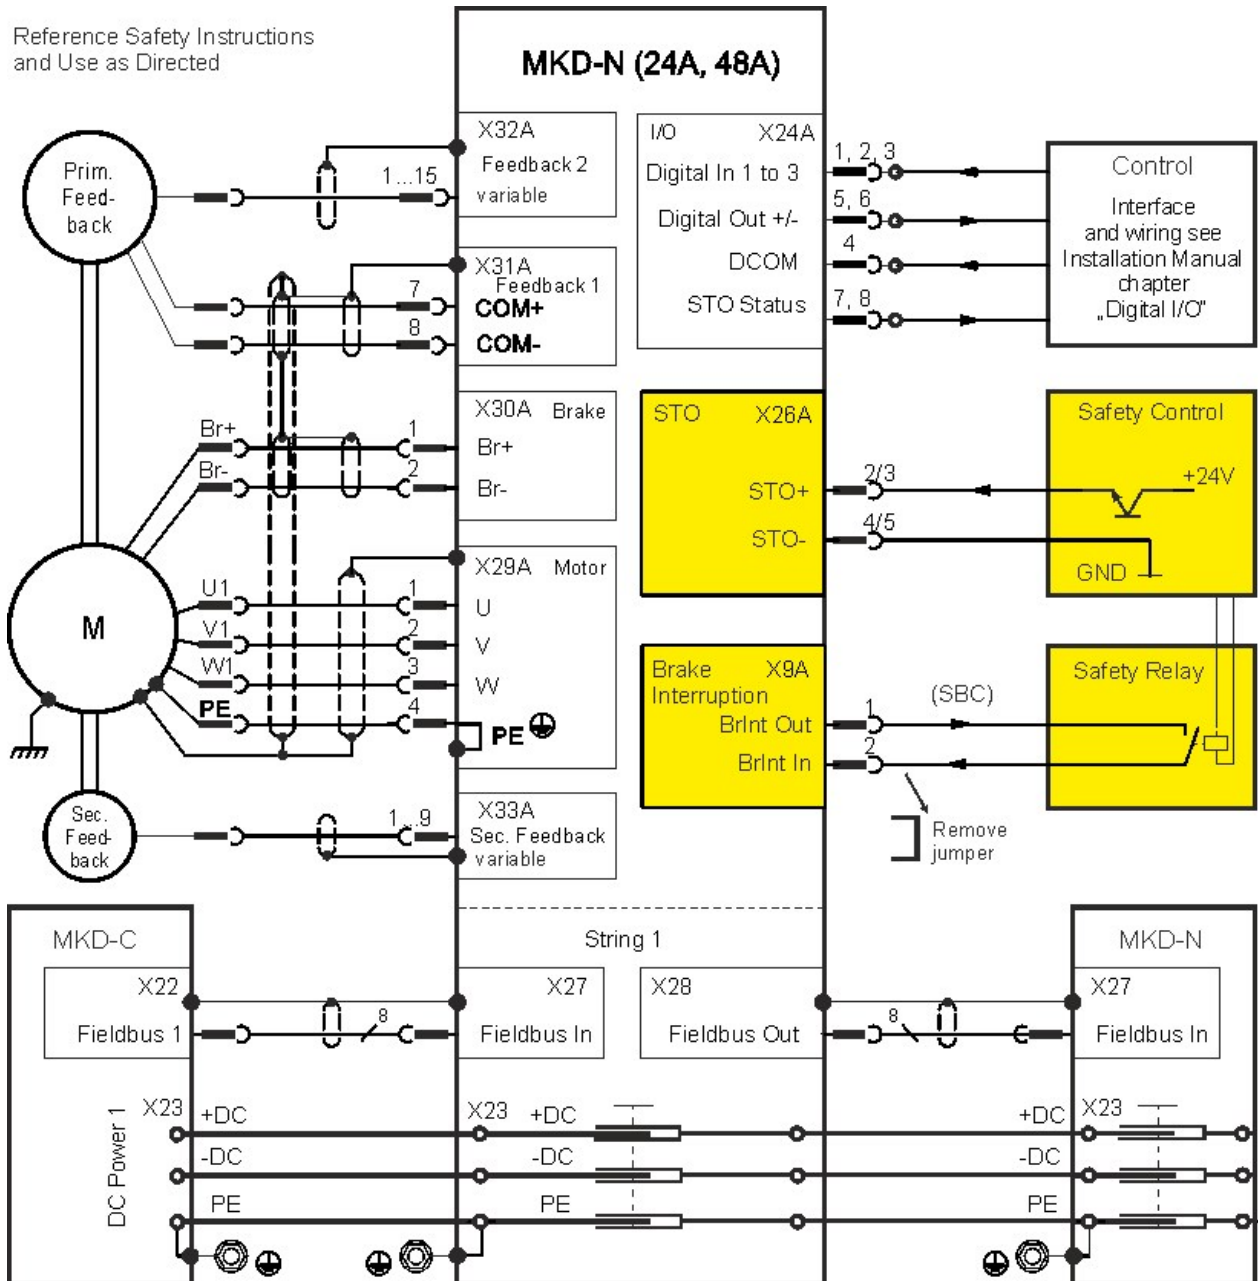 Reference Safety Instructions
and Use as Directed
MKD-N (24A, 48A)
Prim.
Feed-
back
X32A
Feedback 2
1...15
variable
X31A
Feedback 1
7
COM+
8
COM-
X30A Brake
Br+
1
Br+
Br-
2
Br-
X29A Motor
M
U1
1
U
V1
2
V
W1
3
W
PE
4
PE
Sec.
Feed-
back
X33A
1...9
Sec. Feedback
variable
I/O X24A
Digital In 1 to 3
1, 2, 3
Digital Out +/-
5, 6
DCOM
4
STO Status
7, 8
Control
Interface
and wiring see
Installation Manual
chapter
„Digital I/O"
STO X26A
STO+
2/3
STO-
4/5
Safety Control
+24V
GND
Brake X9A
Interruption
BrInt Out
1
(SBC)
BrInt In
2
Safety Relay
Remove
jumper
MKD-C
String 1
MKD-N
X22
Fieldbus 1
8
X27
Fieldbus In
X28
Fieldbus Out
8
X27
Fieldbus In
DC Power 1
X23 +DC
-DC
PE
X23 +DC
-DC
PE
+DC X23
-DC
PE